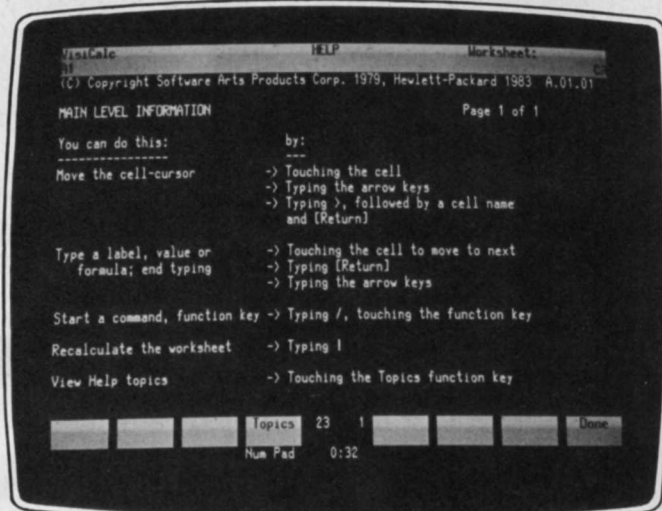 VisiCalc HELP Worksheet:
A1 C2
(C) Copyright Software Arts Products Corp. 1979, Hewlett-Packard 1983 A.01.01
MAIN LEVEL INFORMATION Page 1 of 1
You can do this: by:
---------------- ---
Move the cell-cursor -> Touching the cell
-> Typing the arrow keys
-> Typing >, followed by a cell name
and [Return]
Type a label, value or -> Touching the cell to move to next
formula; end typing -> Typing [Return]
-> Typing the arrow keys
Start a command, function key -> Typing /, touching the function key
Recalculate the worksheet -> Typing !
View Help topics -> Touching the Topics function key
Topics 23 1 Done
Num Pad 0:32